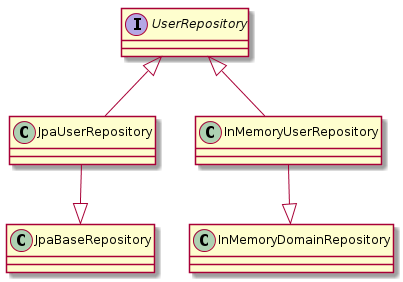 I UserRepository
C JpaUserRepository
C InMemoryUserRepository
C JpaBaseRepository
C InMemoryDomainRepository